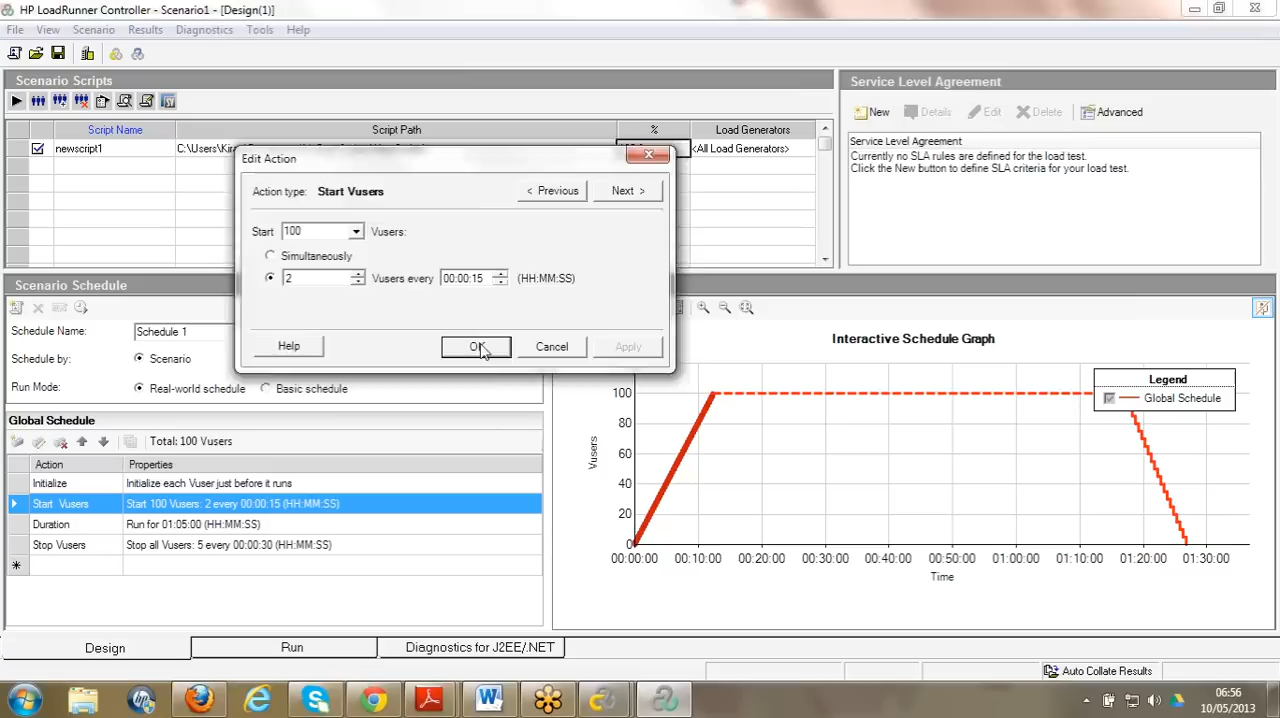 HP LoadRunner Controller - Scenario1 - [Design(1)]
File View Scenario Results Diagnostics Tools Help
Scenario Scripts
Script Name Script Path % Load Generators
newscript1 <All Load Generators>
Service Level Agreement
New Details Edit Delete Advanced
Service Level Agreement
Currently no SLA rules are defined for the load test.
Click the New button to define SLA criteria for your load test.
Edit Action
Action type: Start Vusers < Previous Next >
Start 100 Vusers:
Simultaneously
2 Vusers every 00:00:15 (HH:MM:SS)
Help OK Cancel Apply
Scenario Schedule
Schedule Name: Schedule 1
Schedule by: Scenario
Run Mode: Real-world schedule Basic schedule
Global Schedule
Total: 100 Vusers
Action Properties
Initialize Initialize each Vuser just before it runs
Start Vusers Start 100 Vusers: 2 every 00:00:15 (HH:MM:SS)
Duration Run for 01:05:00 (HH:MM:SS)
Stop Vusers Stop all Vusers: 5 every 00:00:30 (HH:MM:SS)
Interactive Schedule Graph
Legend
Global Schedule
Vusers
100
80
60
40
20
0
00:00:00 00:10:00 00:20:00 00:30:00 00:40:00 00:50:00 01:00:00 01:10:00 01:20:00 01:30:00
Time
Design Run Diagnostics for J2EE/.NET
Auto Collate Results
06:56
10/05/2013